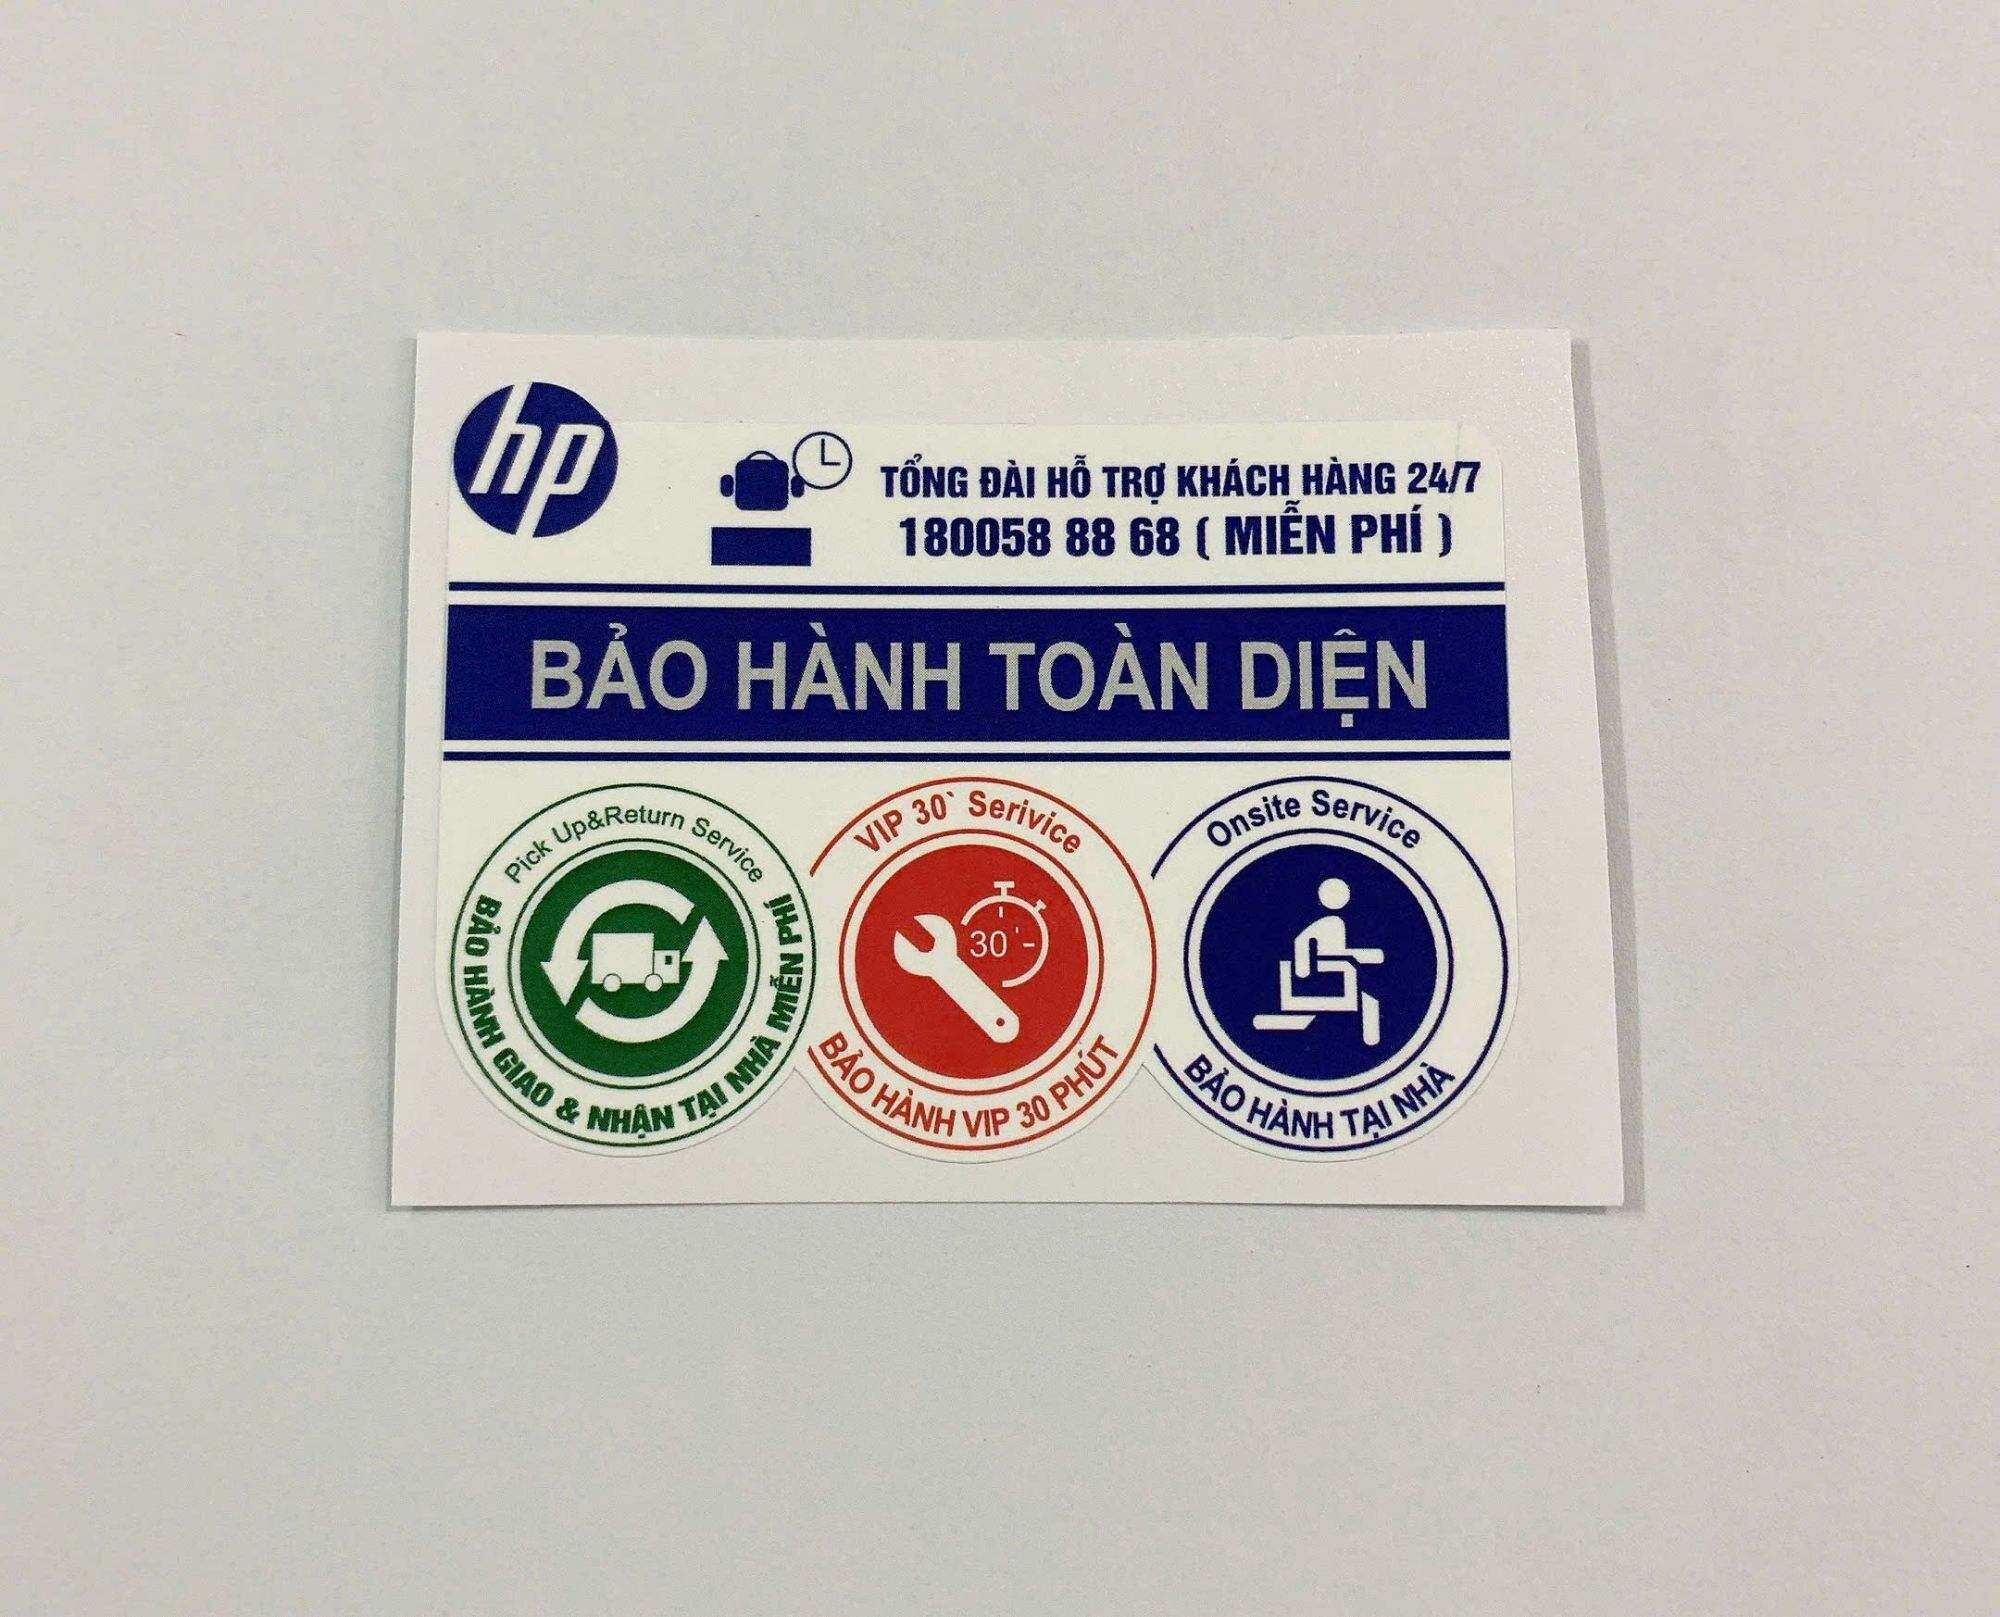 hp
TỔNG ĐÀI HỖ TRỢ KHÁCH HÀNG 24/7
180058 88 68 ( MIỄN PHÍ )
BẢO HÀNH TOÀN DIỆN
Pick Up&Return Service
BẢO HÀNH GIAO & NHẬN TẠI NHÀ MIỄN PHÍ
VIP 30` Serivice
30'
BẢO HÀNH VIP 30 PHÚT
Onsite Service
BẢO HÀNH TẠI NHÀ